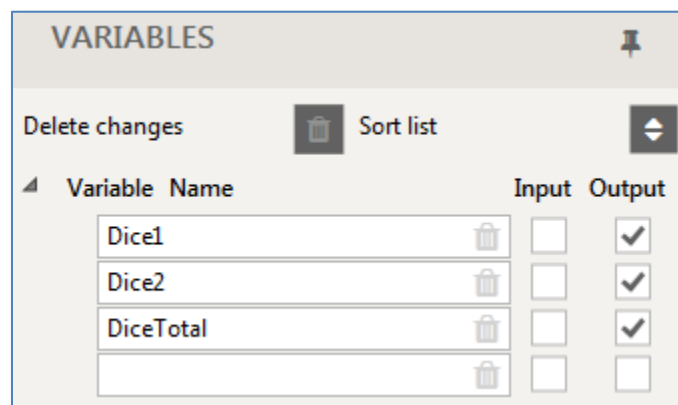 VARIABLES
Delete changes Sort list
Variable Name Input Output
Dice1
Dice2
DiceTotal